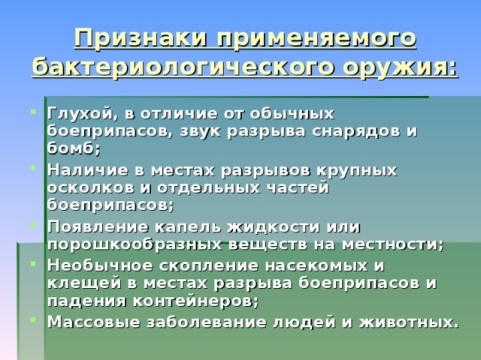 Признаки применяемого
бактериологического оружия:
Глухой, в отличие от обычных
боеприпасов, звук разрыва снарядов и
бомб;
Наличие в местах разрывов крупных
осколков и отдельных частей
боеприпасов;
Появление капель жидкости или
порошкообразных веществ на местности;
Необычное скопление насекомых и
клещей в местах разрыва боеприпасов и
падения контейнеров;
Массовые заболевание людей и животных.